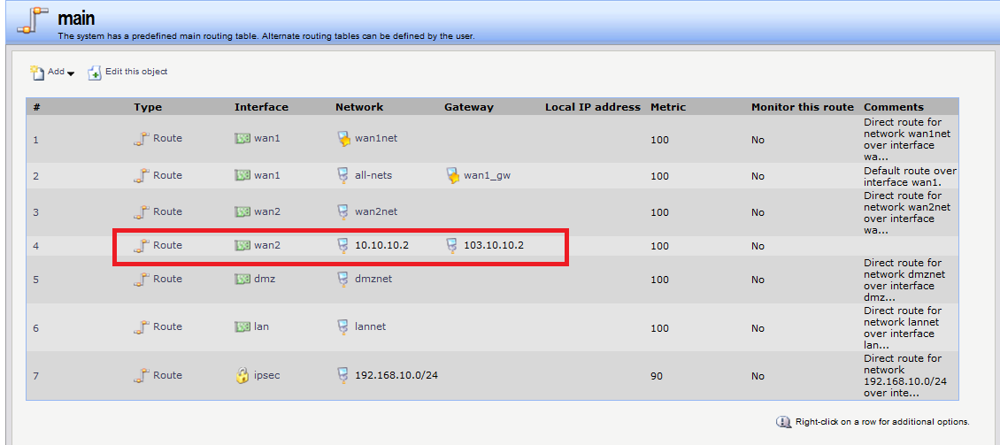 main
The system has a predefined main routing table. Alternate routing tables can be defined by the user.
Add Edit this object
# Type Interface Network Gateway Local IP address Metric Monitor this route Comments
1 Route wan1 wan1net 100 No Direct route for
network wan1net
over interface
wa...
2 Route wan1 all-nets wan1_gw 100 No Default route over
interface wan1.
3 Route wan2 wan2net 100 No Direct route for
network wan2net
over interface
wa...
4 Route wan2 10.10.10.2 103.10.10.2 100 No
5 Route dmz dmznet 100 No Direct route for
network dmznet
over interface
dmz...
6 Route lan lannet 100 No Direct route for
network lannet
over interface
lan...
7 Route ipsec 192.168.10.0/24 90 No Direct route for
network
192.168.10.0/24
over inte...
Right-click on a row for additional options.